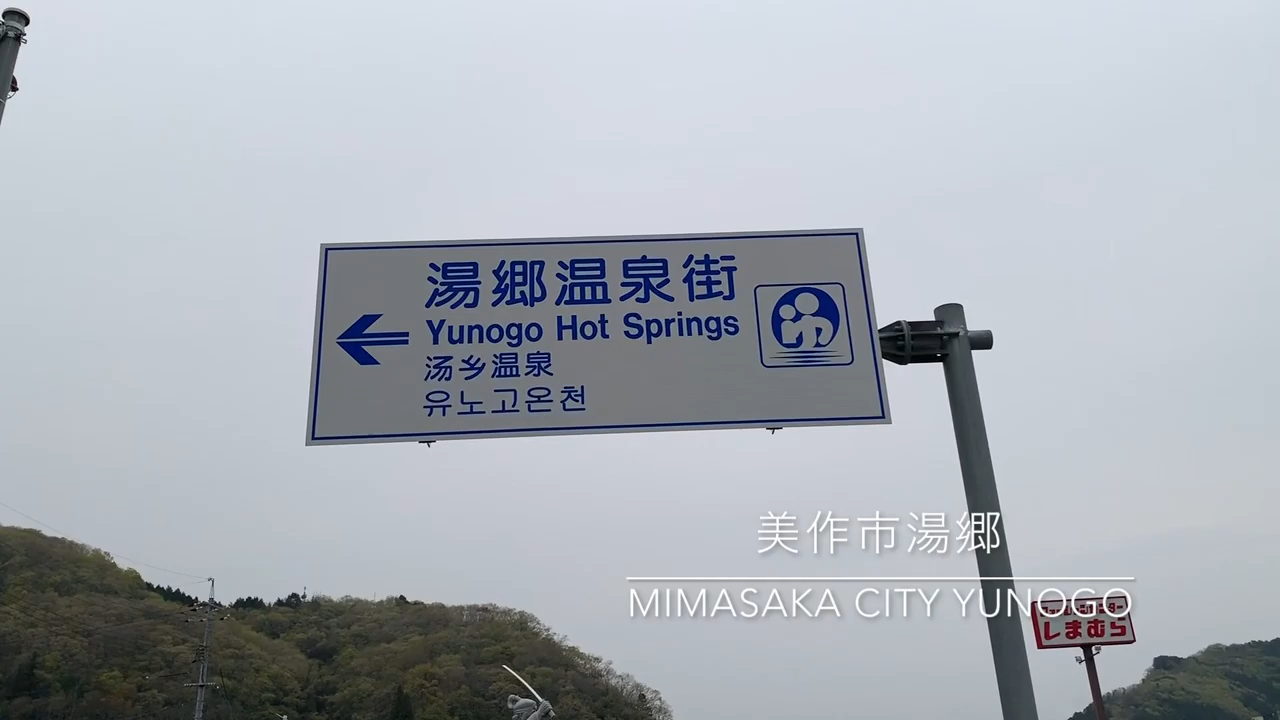 湯郷温泉街
Yunogo Hot Springs
汤乡温泉
유노고온천
美作市湯郷
MIMASAKA CITY YUNOGO
しまむら